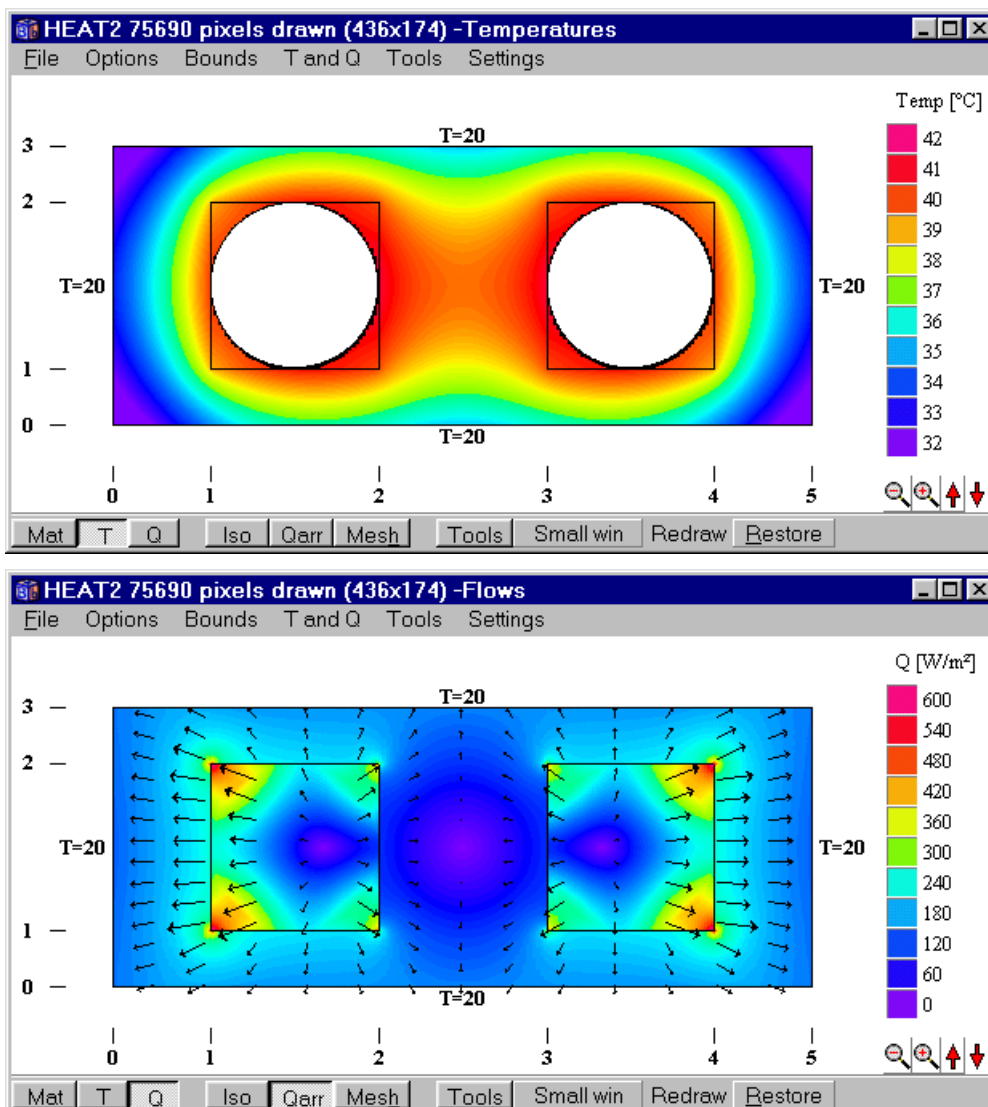 HEAT2 75690 pixels drawn (436x174) -Temperatures
File Options Bounds T and Q Tools Settings
Temp [°C]
T=20
3
42
41
2
40
39
38
T=20
T=20
37
36
35
1
34
33
0
T=20
32
0 1 2 3 4 5
Mat T Q Iso Qarr Mesh Tools Small win Redraw Restore
HEAT2 75690 pixels drawn (436x174) -Flows
File Options Bounds T and Q Tools Settings
Q [W/m²]
T=20
3
600
540
2
480
420
360
T=20
T=20
300
240
180
1
120
60
0
T=20
0
0 1 2 3 4 5
Mat T Q Iso Qarr Mesh Tools Small win Redraw Restore